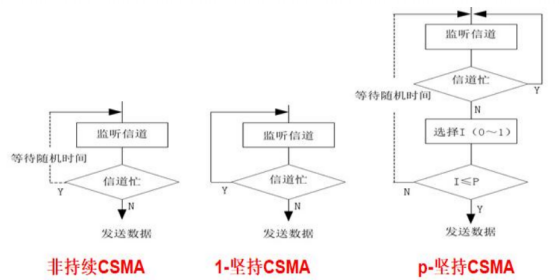 监听信道
等待随机时间
信道忙
Y
N
发送数据
非持续CSMA
监听信道
信道忙
Y
N
发送数据
1-坚持CSMA
监听信道
等待随机时间
信道忙
Y
N
选择I（0～1）
I≤P
N
Y
发送数据
p-坚持CSMA